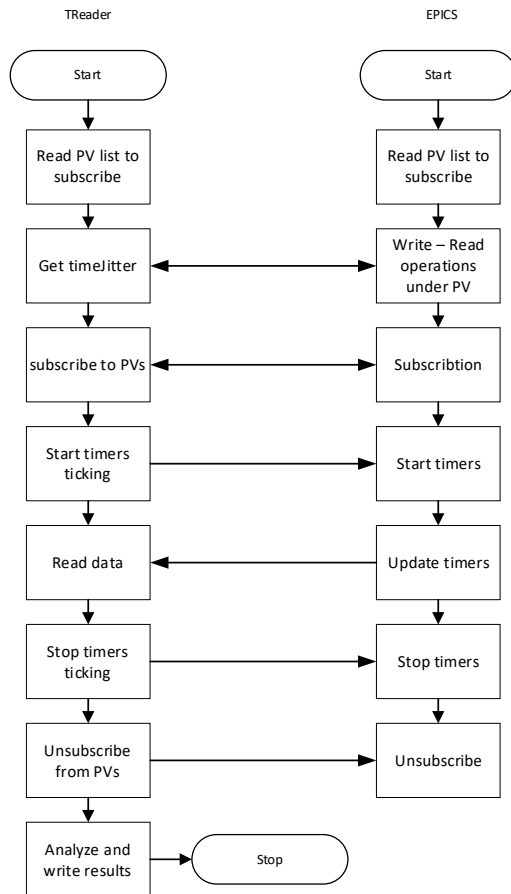 TReader
EPICS
Start
Start
Read PV list to
subscribe
Read PV list to
subscribe
Get timeJitter
Write – Read
operations
under PV
subscribe to PVs
Subscribtion
Start timers
ticking
Start timers
Read data
Update timers
Stop timers
ticking
Stop timers
Unsubscribe
from PVs
Unsubscribe
Analyze and
write results
Stop